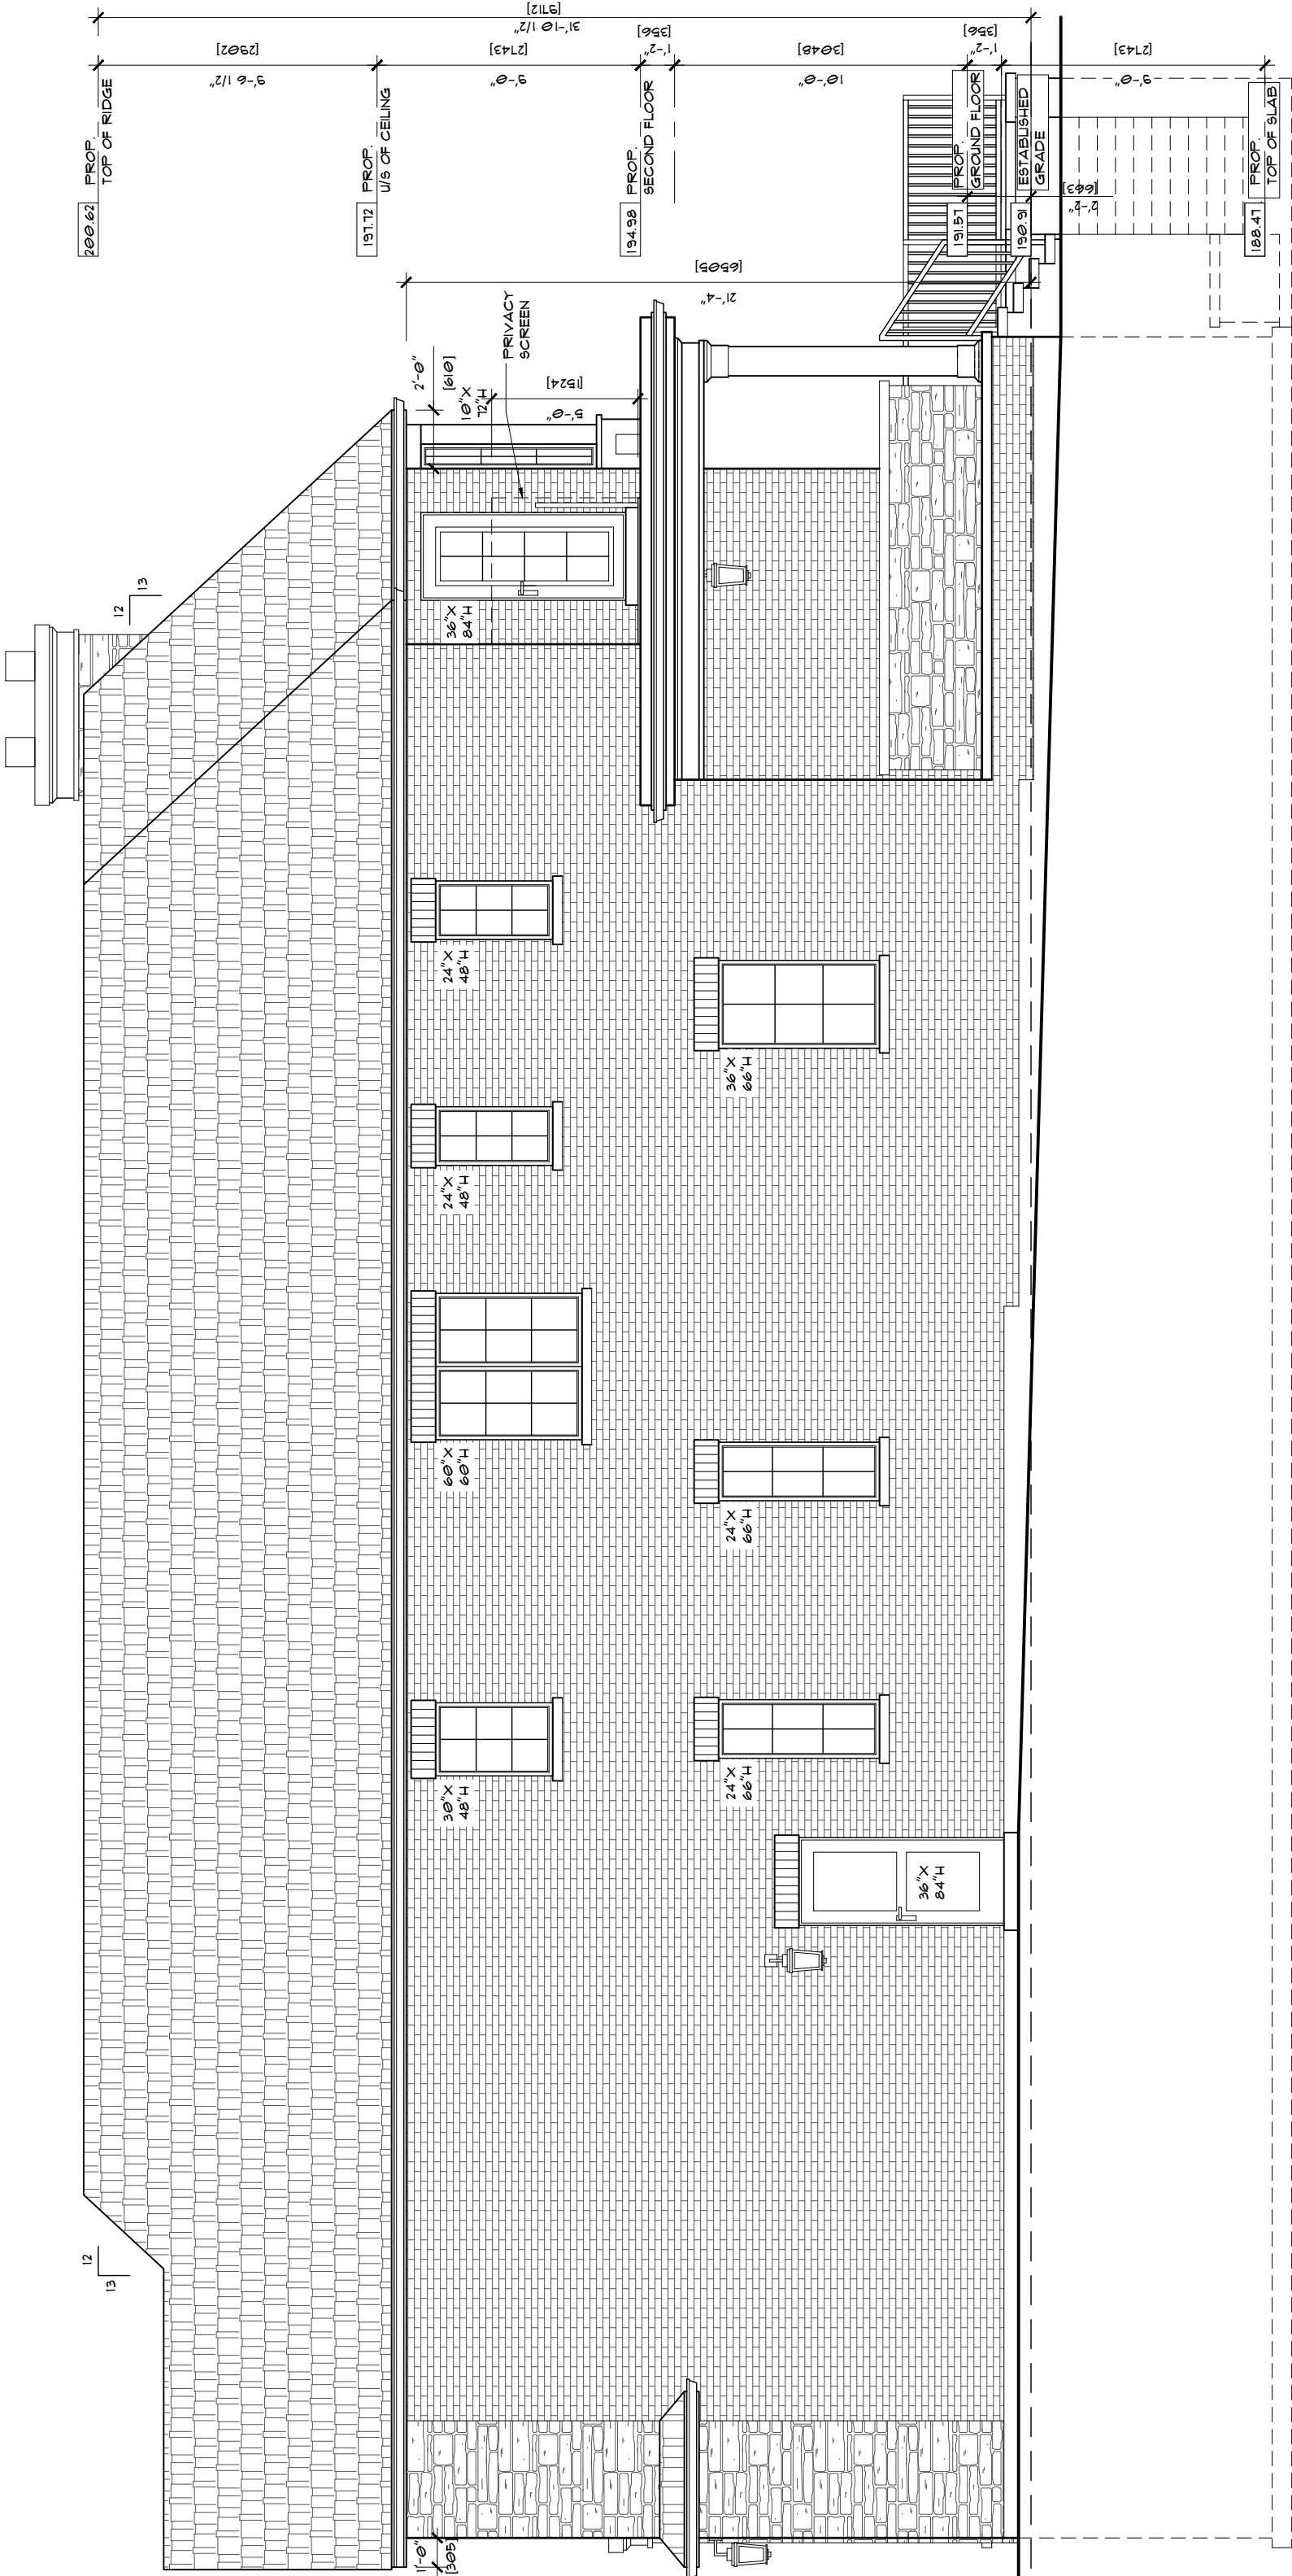 [9712]
31'-10 1/2"
[2902]
9'-6 1/2"
[2743]
9'-0"
[356]
1'-2"
[3048]
10'-0"
[356]
1'-2"
[2743]
9'-0"
200.62 PROP.
TOP OF RIDGE
197.72 PROP.
U/S OF CEILING
194.98 PROP.
SECOND FLOOR
191.57 PROP.
GROUND FLOOR
190.91 ESTABLISHED
GRADE
[663]
2'-2"
188.47 PROP.
TOP OF SLAB
[6505]
21'-4"
2'-0"
[610]
10"X
72"H
[1524]
5'-0"
PRIVACY
SCREEN
12
13
36"X
84"H
24"X
48"H
36"X
66"H
24"X
48"H
60"X
60"H
24"X
66"H
30"X
48"H
24"X
66"H
36"X
84"H
12
13
1'-0"
[305]